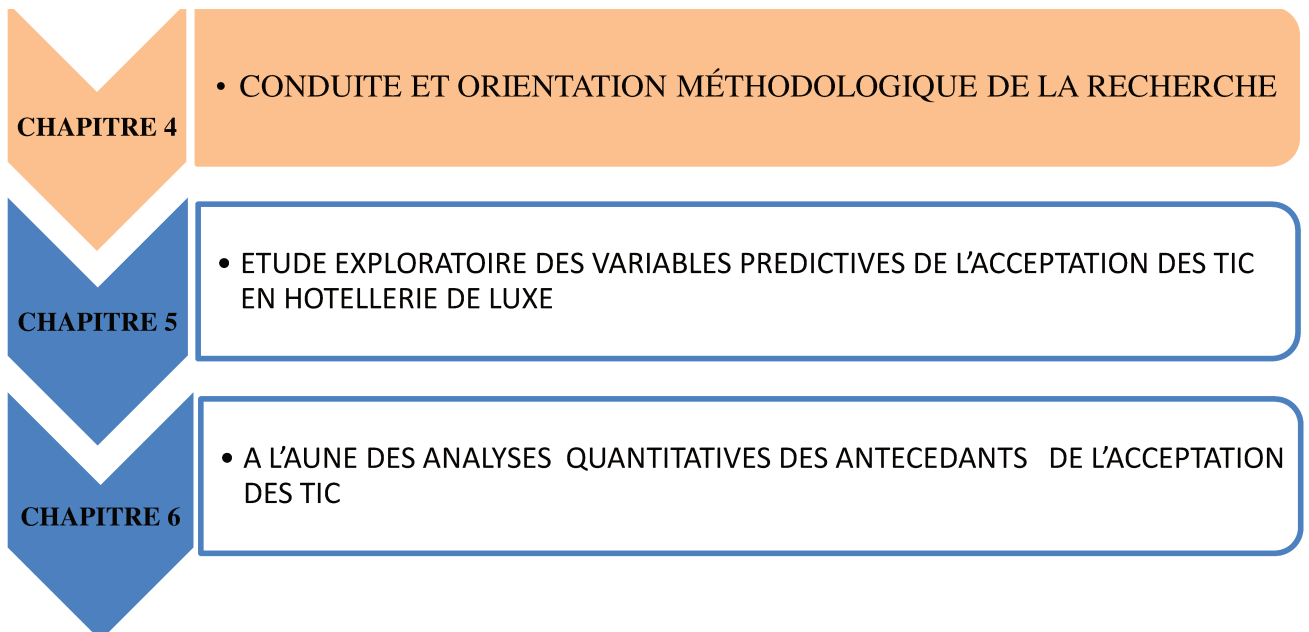 CHAPITRE 4
• CONDUITE ET ORIENTATION MÉTHODOLOGIQUE DE LA RECHERCHE
CHAPITRE 5
• ETUDE EXPLORATOIRE DES VARIABLES PREDICTIVES DE L’ACCEPTATION DES TIC
EN HOTELLERIE DE LUXE
CHAPITRE 6
• A L’AUNE DES ANALYSES QUANTITATIVES DES ANTECEDANTS DE L’ACCEPTATION
DES TIC